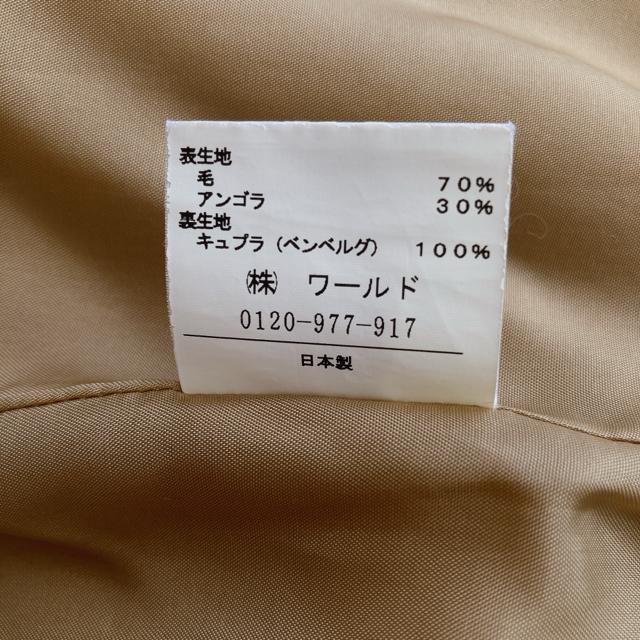 表生地
毛 70%
アンゴラ 30%
裏生地
キュプラ（ベンベルグ） 100%
㈱ ワールド
0120-977-917
日本製